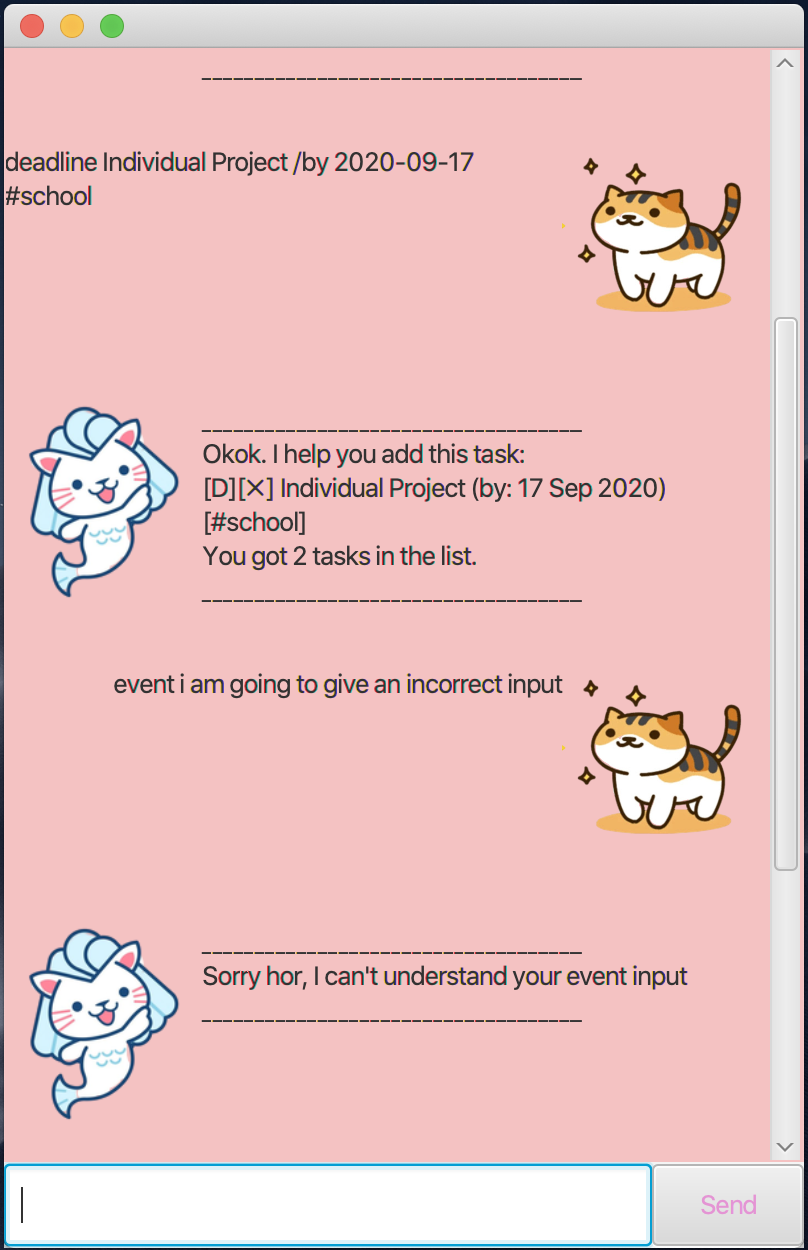 ____________________________________
deadline Individual Project /by 2020-09-17
#school
____________________________________
Okok. I help you add this task:
[D][✕] Individual Project (by: 17 Sep 2020)
[#school]
You got 2 tasks in the list.
____________________________________
event i am going to give an incorrect input
____________________________________
Sorry hor, I can't understand your event input
____________________________________
Send